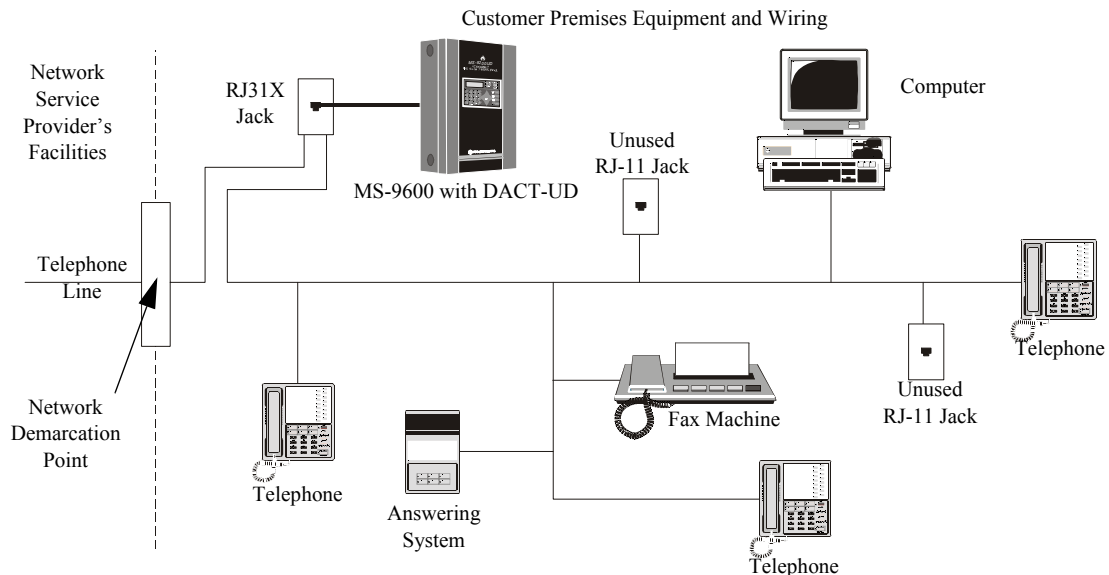 Customer Premises Equipment and Wiring
Network
Service
Provider's
Facilities
RJ31X
Jack
MS-9600 with DACT-UD
Unused
RJ-11 Jack
Computer
Telephone
Line
Telephone
Unused
RJ-11 Jack
Network
Demarcation
Point
Telephone
Answering
System
Fax Machine
Telephone